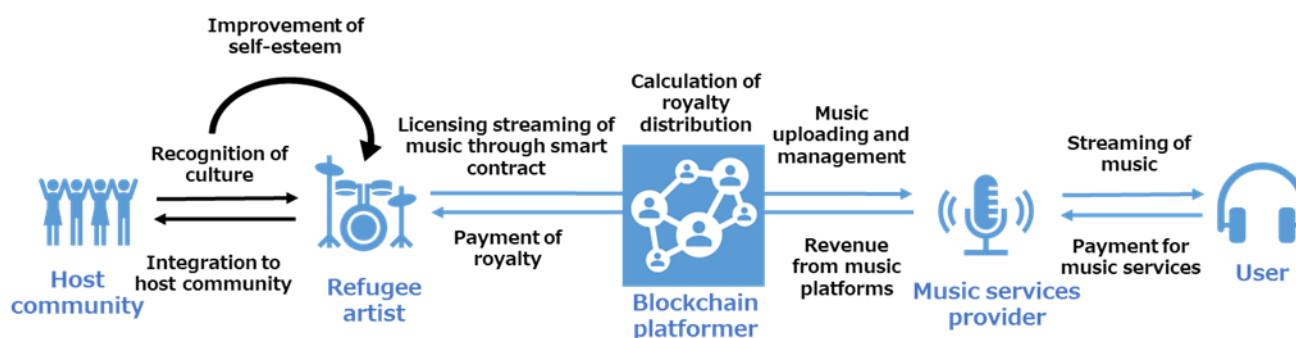 Improvement of
self-esteem
Recognition of
culture
Host
community
Integration to
host community
Refugee
artist
Licensing streaming of
music through smart
contract
Payment of
royalty
Calculation of
royalty
distribution
Blockchain
platformer
Music
uploading and
management
Revenue
from music
platforms
Music services
provider
Streaming of
music
Payment for
music services
User